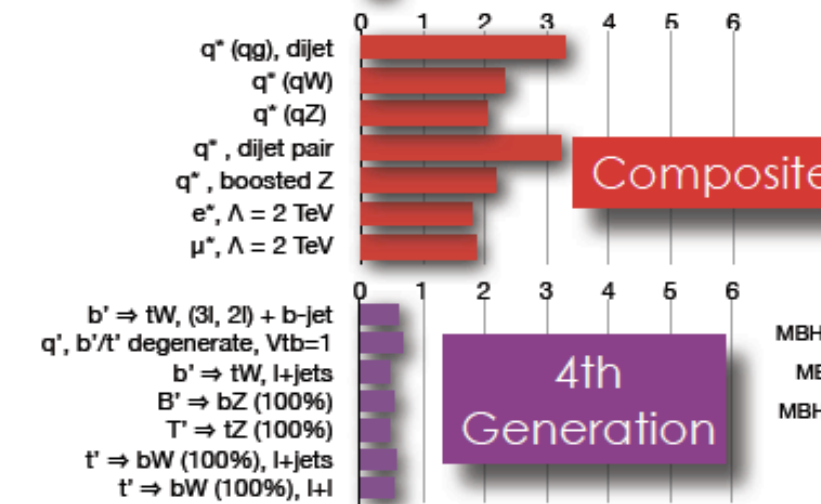 0 1 2 3 4 5 6
q* (qg), dijet
q* (qW)
q* (qZ)
q* , dijet pair
q* , boosted Z
e*, Λ = 2 TeV
μ*, Λ = 2 TeV
Composite
0 1 2 3 4 5 6
b' ⇒ tW, (3l, 2l) + b-jet
q', b'/t' degenerate, Vtb=1
b' ⇒ tW, l+jets
B' ⇒ bZ (100%)
T' ⇒ tZ (100%)
t' ⇒ bW (100%), l+jets
t' ⇒ bW (100%), l+l
4th
Generation
MBH
MBH